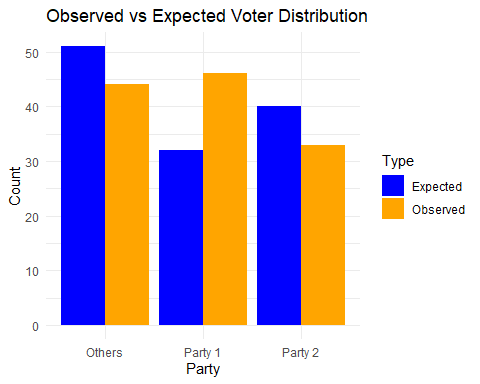 Observed vs Expected Voter Distribution
Count
50
40
30
20
10
0
Others Party 1 Party 2
Party
Type
Expected
Observed